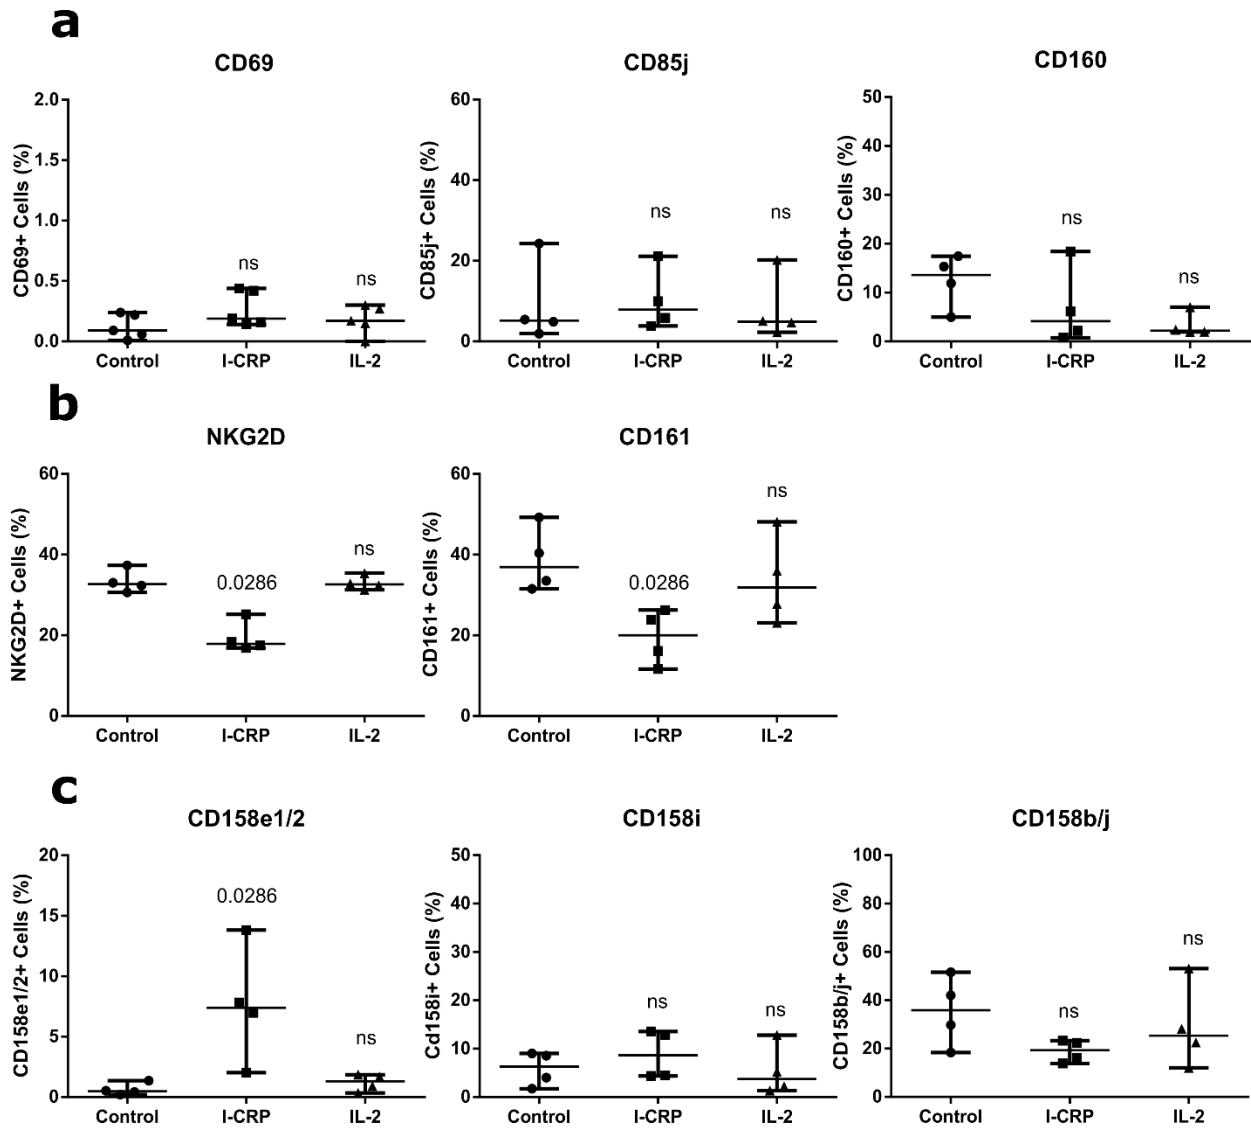 a
CD69
CD85j
CD160
CD69+ Cells (%)
2.0
1.5
1.0
0.5
0.0
ns
ns
Control
I-CRP
IL-2
CD85j+ Cells (%)
60
40
20
0
ns
ns
Control
I-CRP
IL-2
CD160+ Cells (%)
50
40
30
20
10
0
ns
ns
Control
I-CRP
IL-2
b
NKG2D
CD161
NKG2D+ Cells (%)
60
40
20
0
0.0286
ns
Control
I-CRP
IL-2
CD161+ Cells (%)
60
40
20
0
0.0286
ns
Control
I-CRP
IL-2
c
CD158e1/2
CD158i
CD158b/j
CD158e1/2+ Cells (%)
20
15
10
5
0
0.0286
ns
Control
I-CRP
IL-2
Cd158i+ Cells (%)
50
40
30
20
10
0
ns
ns
Control
I-CRP
IL-2
CD158b/j+ Cells (%)
100
80
60
40
20
0
ns
ns
Control
I-CRP
IL-2